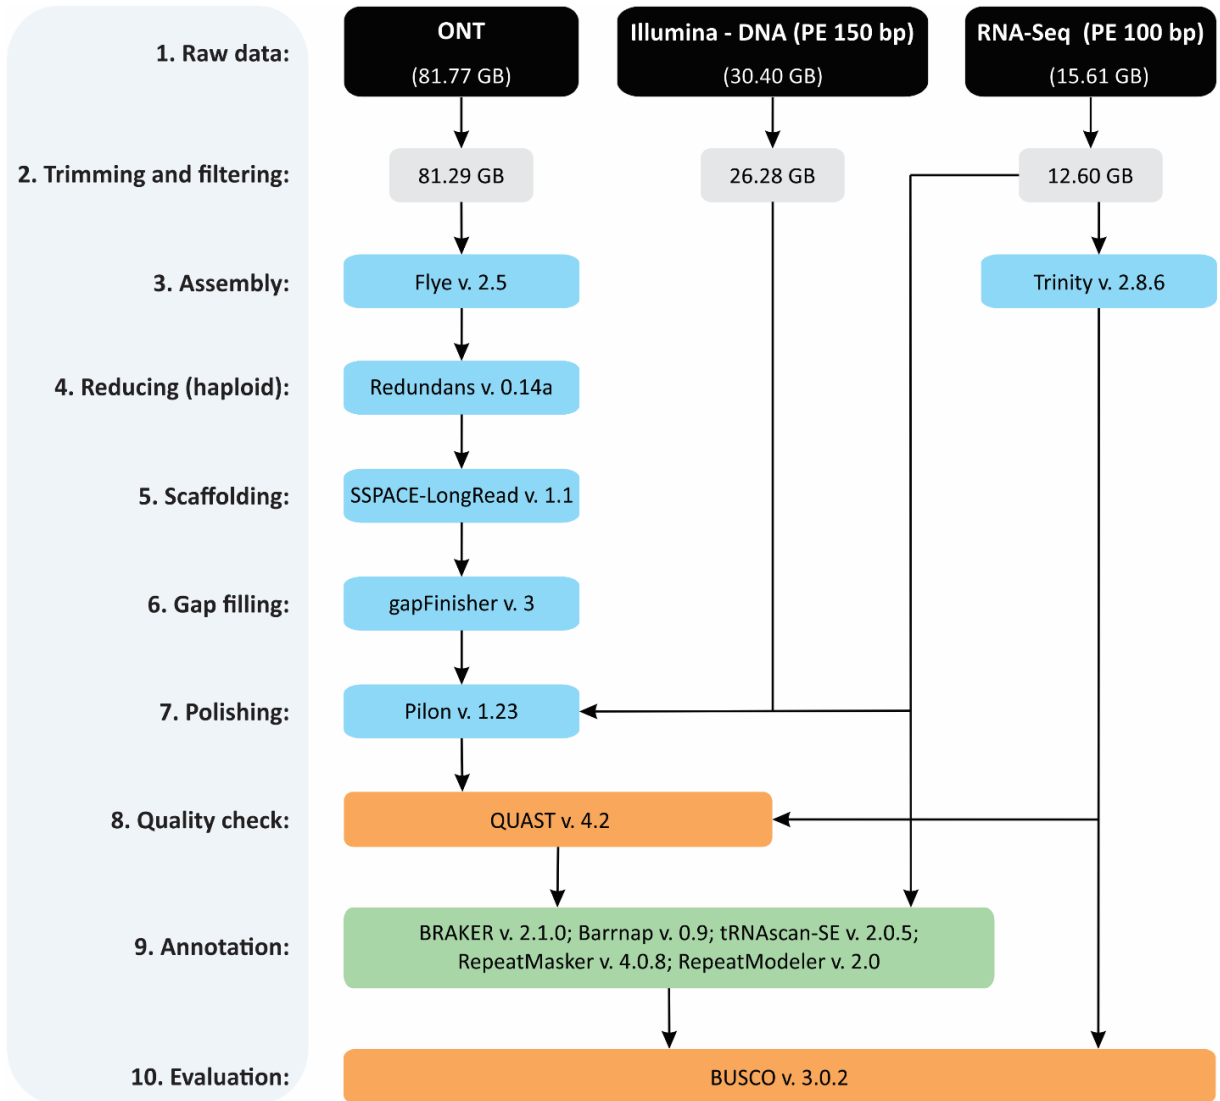 1. Raw data:
ONT
(81.77 GB)
Illumina - DNA (PE 150 bp)
(30.40 GB)
RNA-Seq (PE 100 bp)
(15.61 GB)
2. Trimming and filtering:
81.29 GB
26.28 GB
12.60 GB
3. Assembly:
Flye v. 2.5
Trinity v. 2.8.6
4. Reducing (haploid):
Redundans v. 0.14a
5. Scaffolding:
SSPACE-LongRead v. 1.1
6. Gap filling:
gapFinisher v. 3
7. Polishing:
Pilon v. 1.23
8. Quality check:
QUAST v. 4.2
9. Annotation:
BRAKER v. 2.1.0; Barrnap v. 0.9; tRNAscan-SE v. 2.0.5;
RepeatMasker v. 4.0.8; RepeatModeler v. 2.0
10. Evaluation:
BUSCO v. 3.0.2